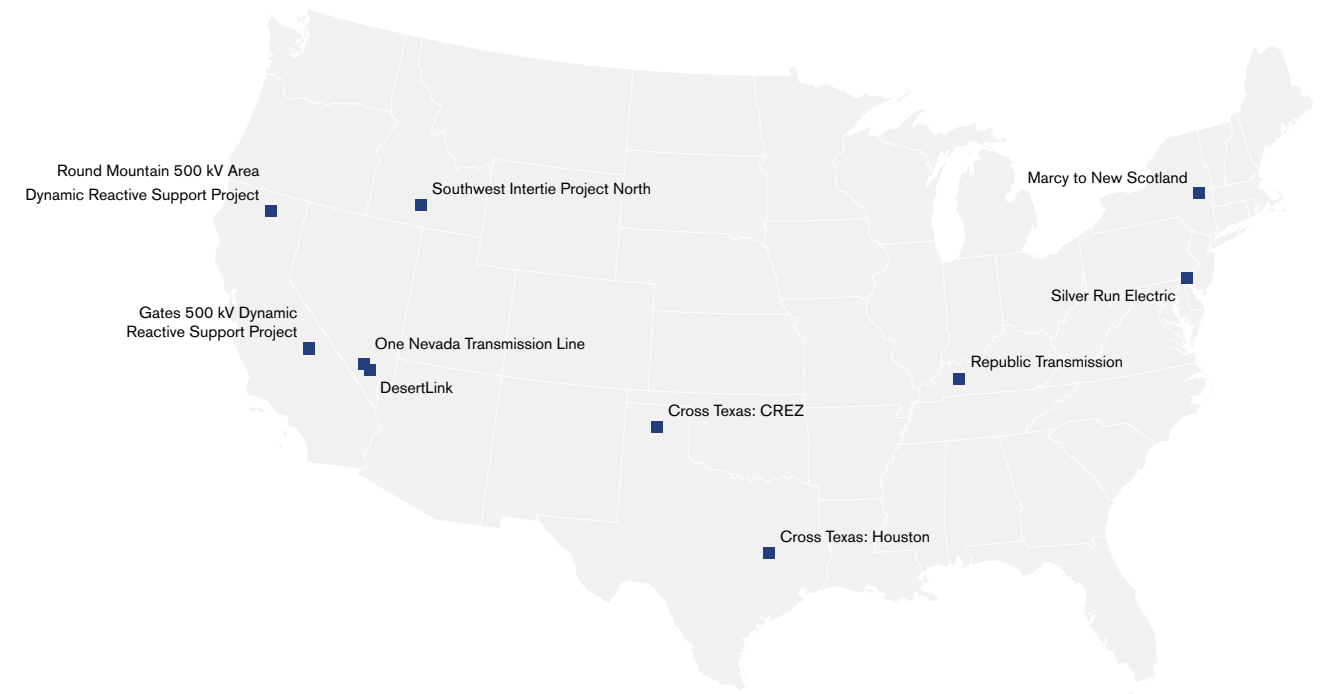 Round Mountain 500 kV Area
Dynamic Reactive Support Project
Southwest Intertie Project North
Marcy to New Scotland
Silver Run Electric
Gates 500 kV Dynamic
Reactive Support Project
One Nevada Transmission Line
DesertLink
Republic Transmission
Cross Texas: CREZ
Cross Texas: Houston